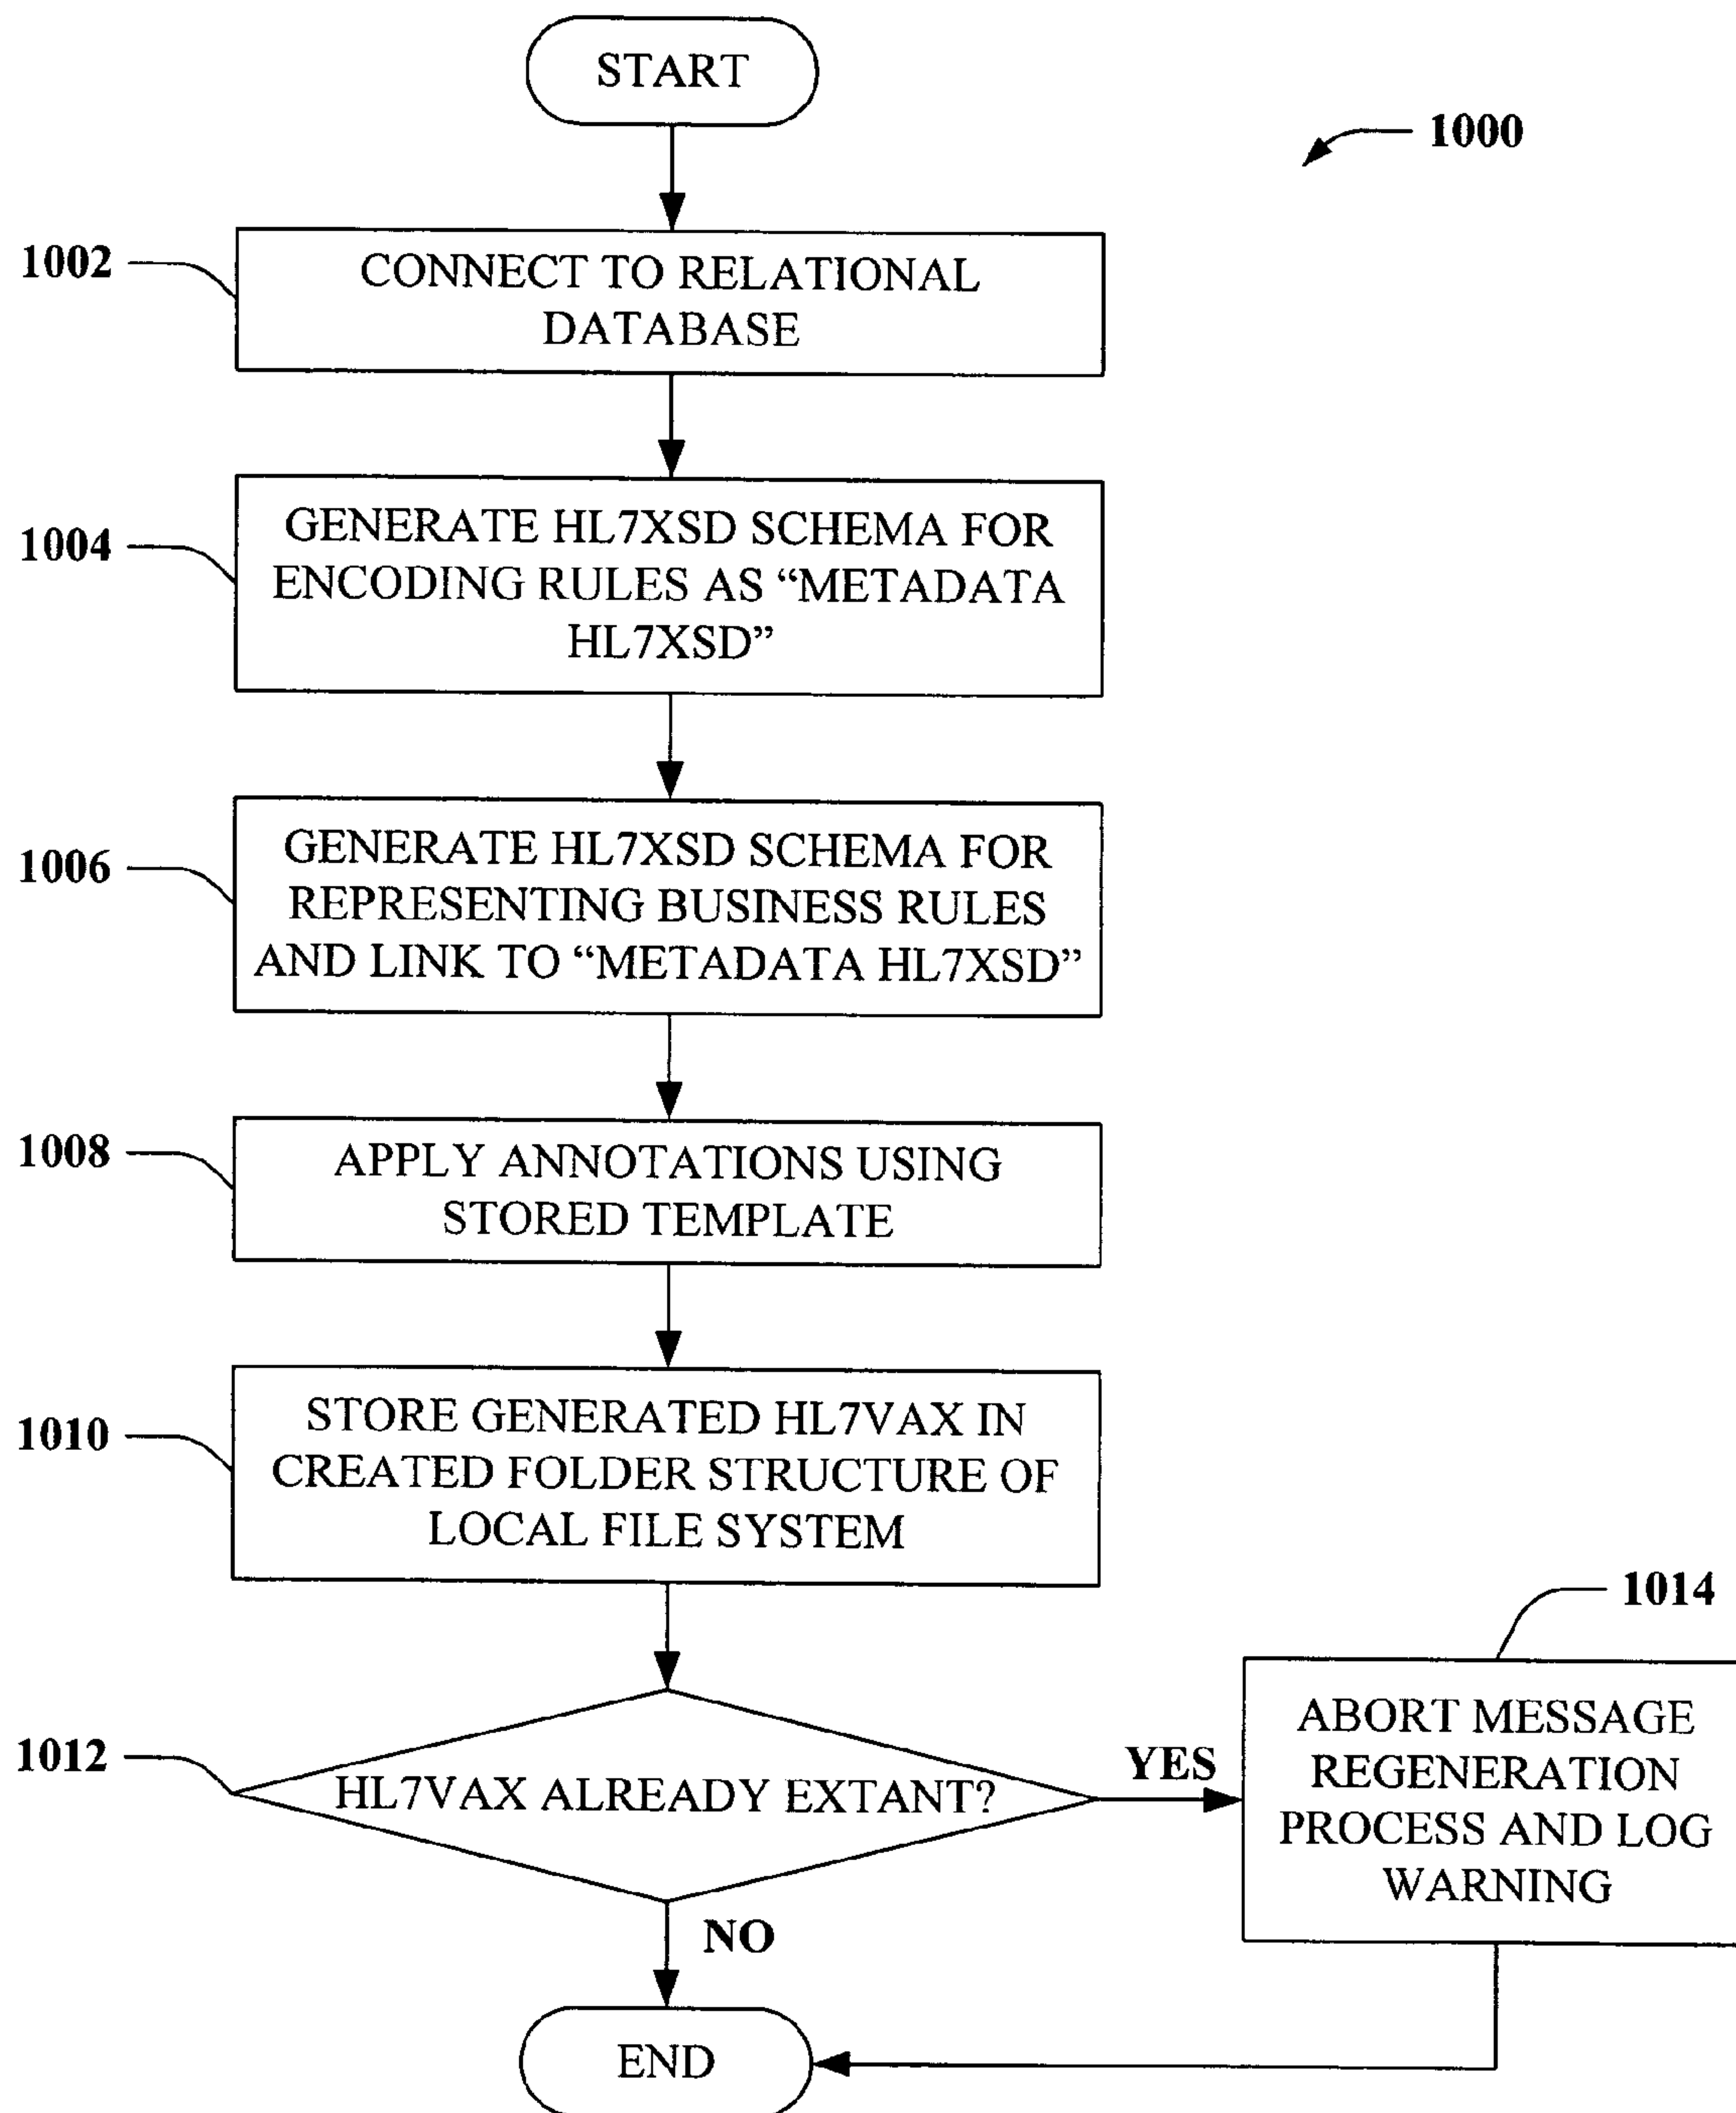 START
1000
1002
CONNECT TO RELATIONAL
DATABASE
1004
GENERATE HL7XSD SCHEMA FOR
ENCODING RULES AS “METADATA
HL7XSD”
1006
GENERATE HL7XSD SCHEMA FOR
REPRESENTING BUSINESS RULES
AND LINK TO “METADATA HL7XSD”
1008
APPLY ANNOTATIONS USING
STORED TEMPLATE
1010
STORE GENERATED HL7VAX IN
CREATED FOLDER STRUCTURE OF
LOCAL FILE SYSTEM
1012
HL7VAX ALREADY EXTANT?
YES
1014
ABORT MESSAGE
REGENERATION
PROCESS AND LOG
WARNING
NO
END